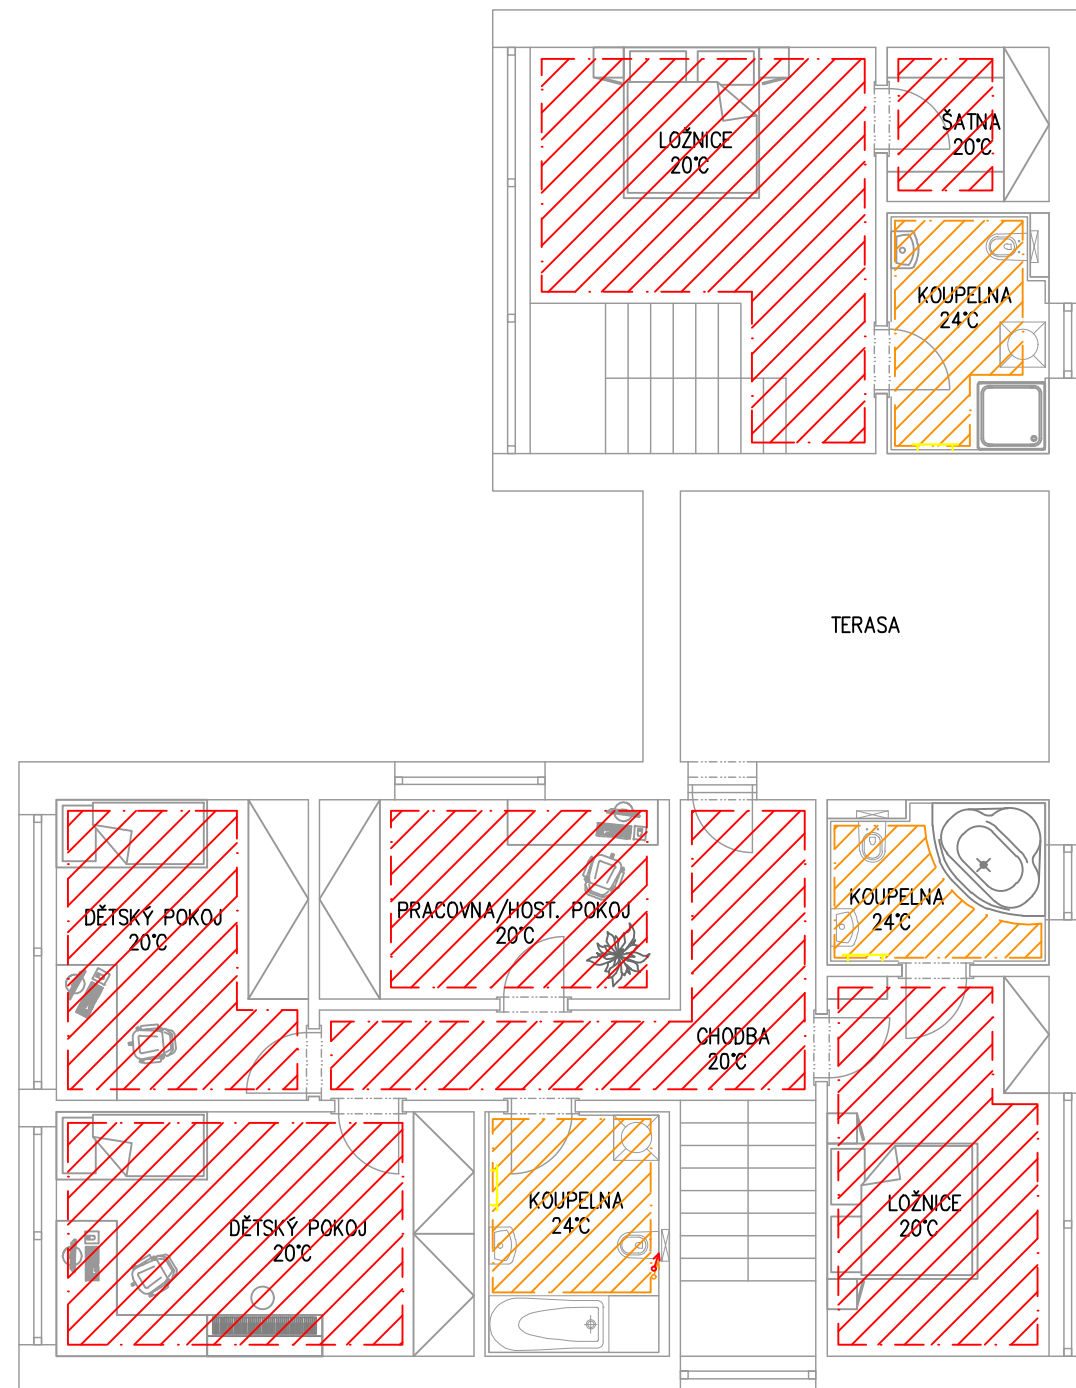 LOŽNICE
20°C
ŠATNA
20°C
KOUPELNA
24°C
TERASA
DĚTSKÝ POKOJ
20°C
PRACOVNA/HOST. POKOJ
20°C
KOUPELNA
24°C
CHODBA
20°C
DĚTSKÝ POKOJ
20°C
KOUPELNA
24°C
LOŽNICE
20°C